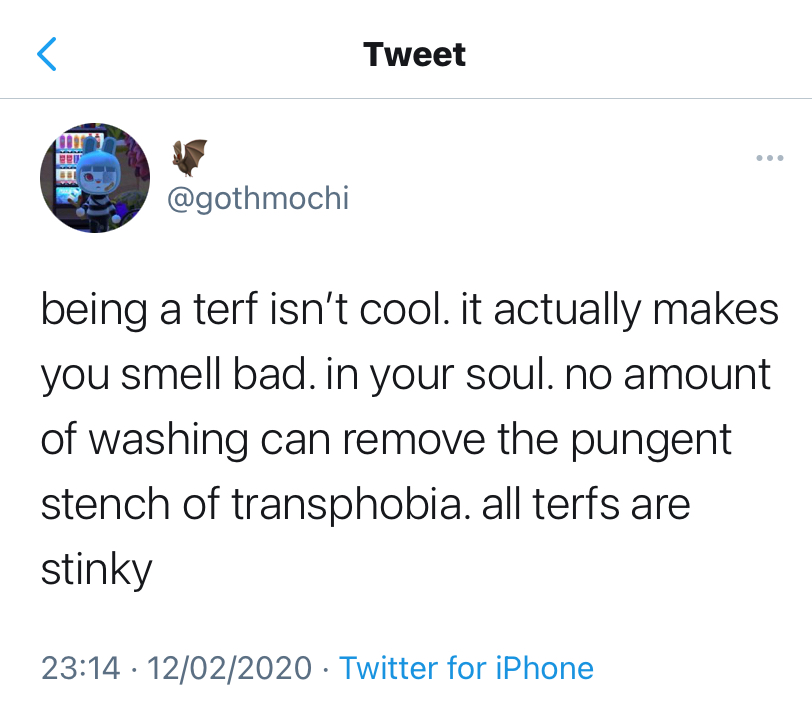 Tweet
🦇
@gothmochi
being a terf isn't cool. it actually makes
you smell bad. in your soul. no amount
of washing can remove the pungent
stench of transphobia. all terfs are
stinky
23:14 · 12/02/2020 · Twitter for iPhone